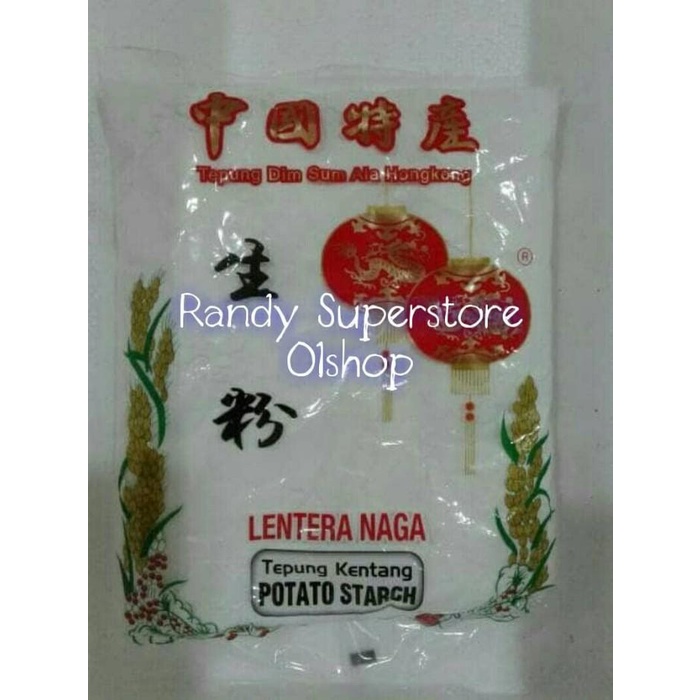 中國特產
Tepung Dim Sum Ala Hongkong
®
生
粉
Randy Superstore
Olshop
LENTERA NAGA
Tepung Kentang
POTATO STARCH